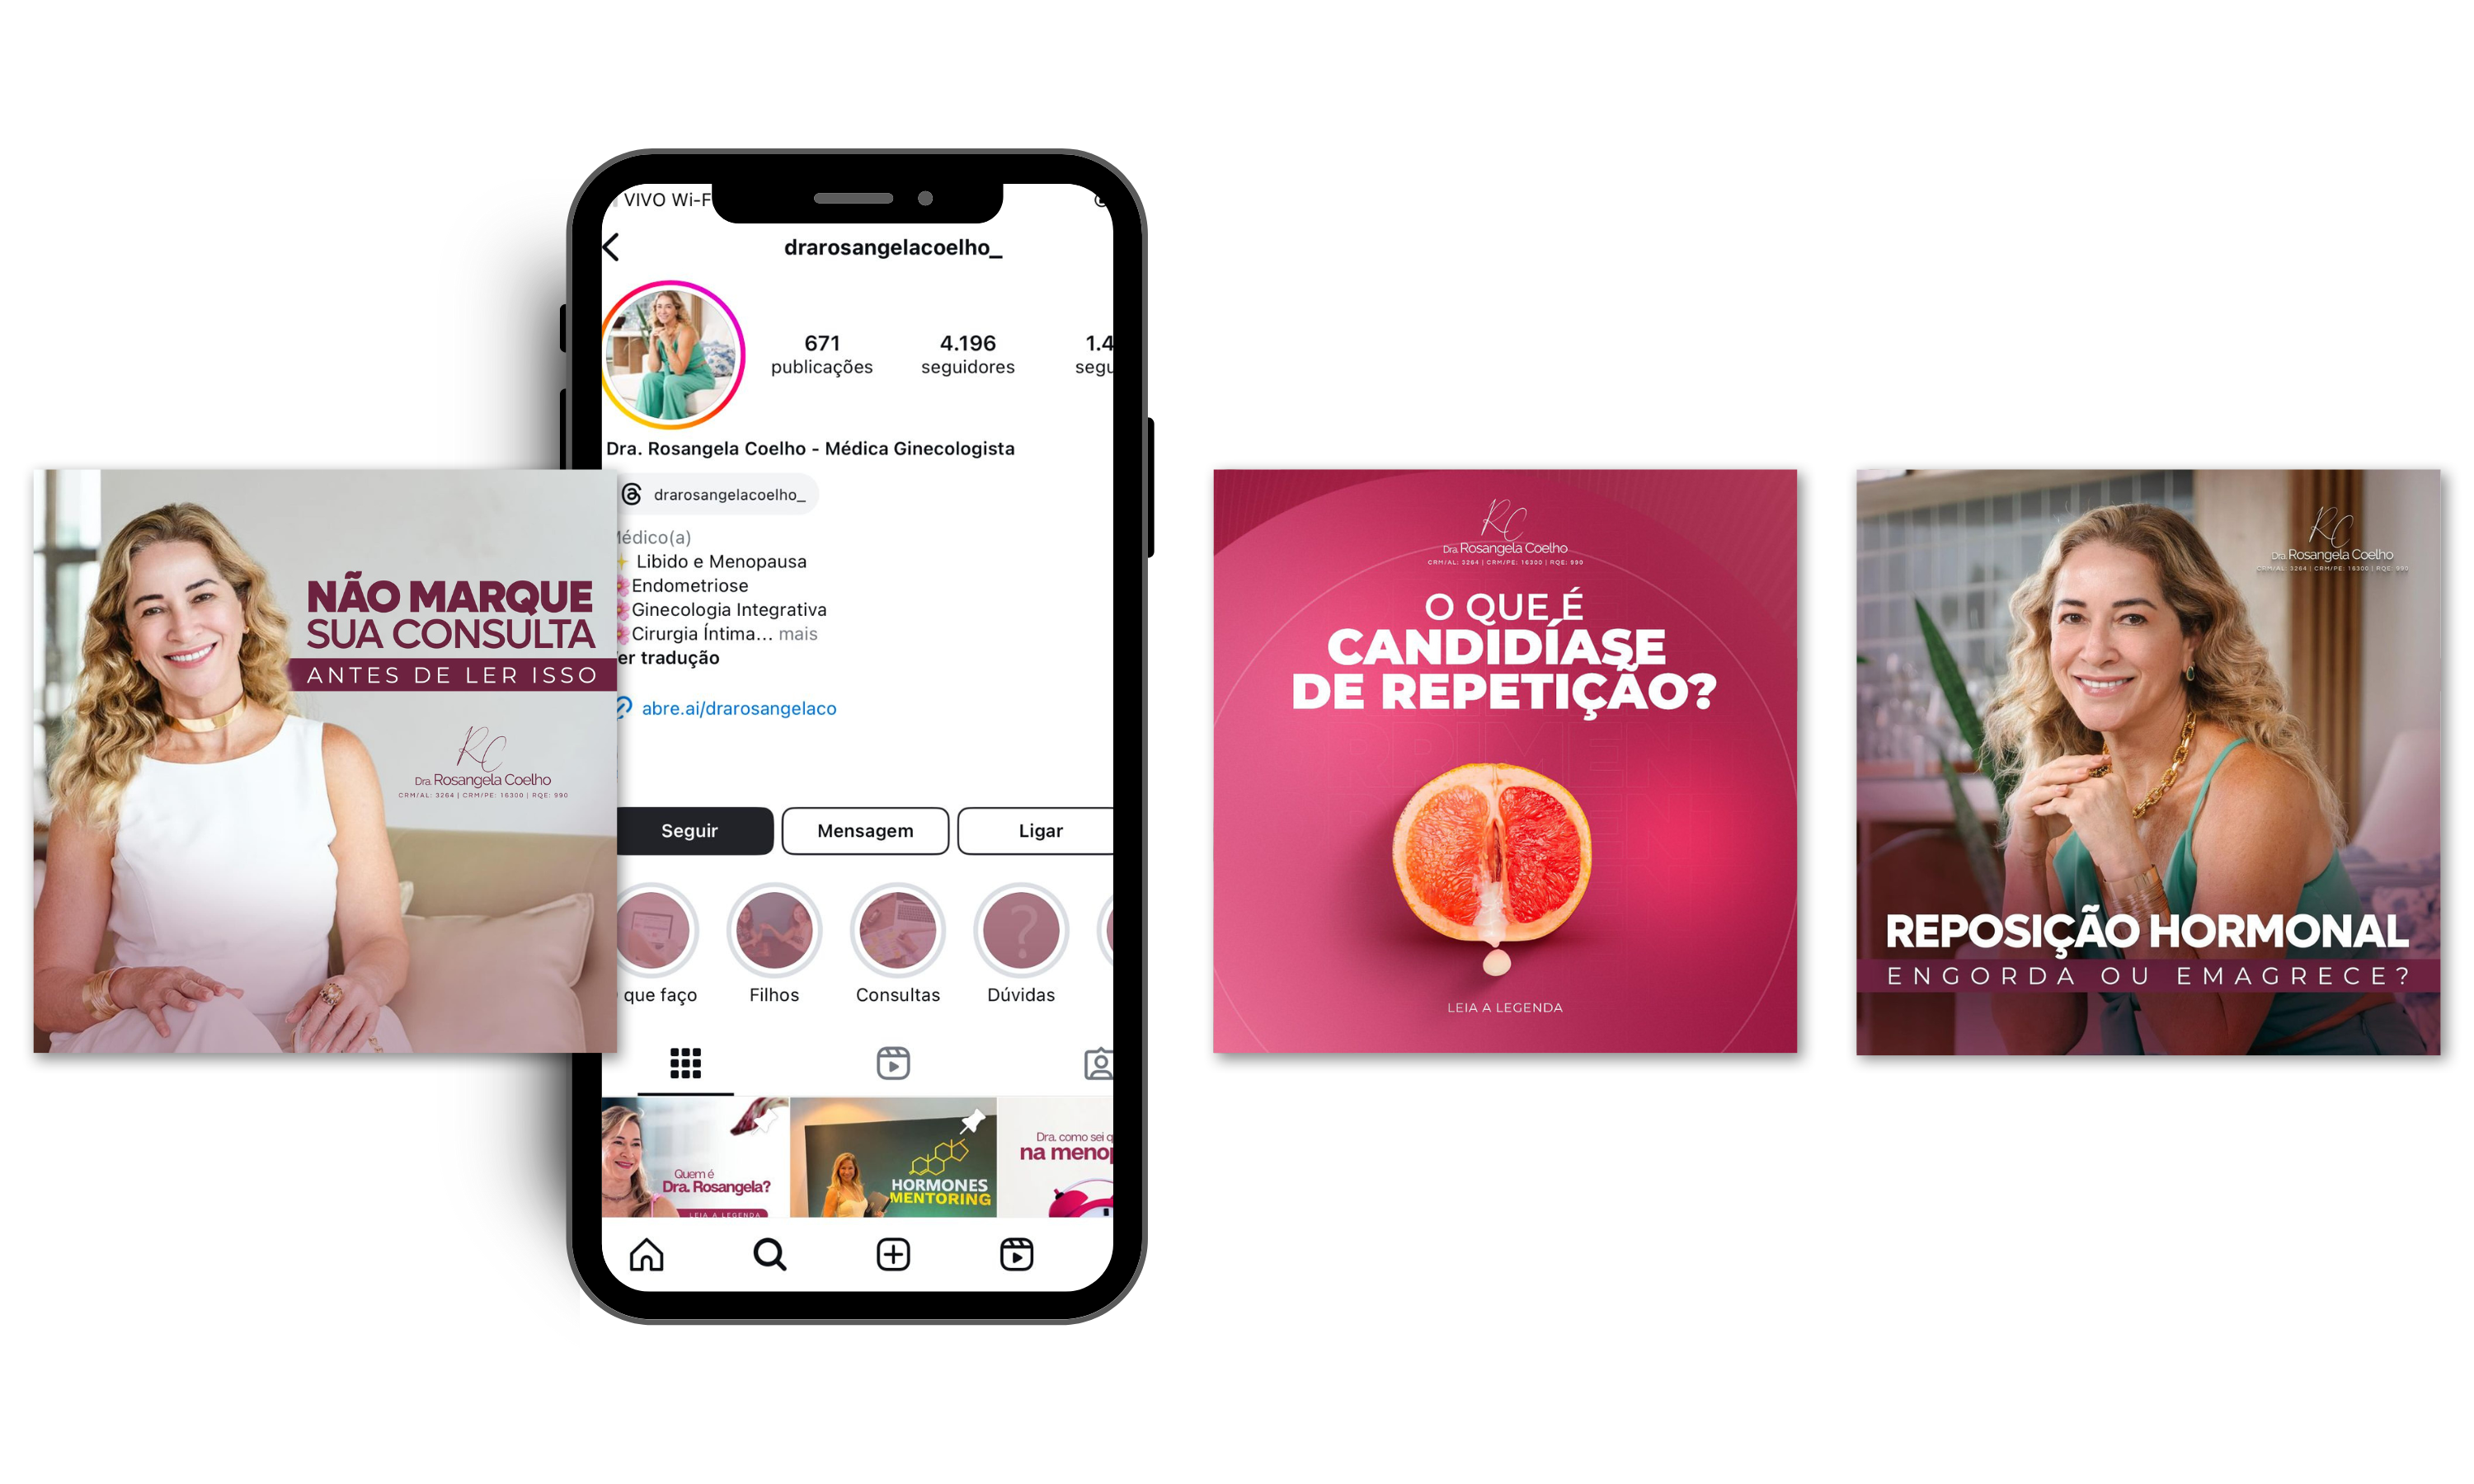 NÃO MARQUE
SUA CONSULTA
ANTES DE LER ISSO
RC
Dra. Rosangela Coelho
CRM/AL: 3264 | CRM/PE: 16300 | RQE: 990
VIVO Wi-F
drarosangelacoelho_
671
publicações
4.196
seguidores
1.4
segu
Dra. Rosangela Coelho - Médica Ginecologista
drarosangelacoelho_
Médico(a)
Libido e Menopausa
Endometriose
Ginecologia Integrativa
Cirurgia Íntima... mais
er tradução
abre.ai/drarosangelaco
Seguir
Mensagem
Ligar
que faço
Filhos
Consultas
Dúvidas
Quem é
Dra. Rosangela?
LEIA A LEGENDA
HORMONES
MENTORING
Dra. como sei q
na menop
RC
Dra. Rosangela Coelho
CRM/AL: 3264 | CRM/PE: 16300 | RQE: 990
O QUE É
CANDIDÍASE
DE REPETIÇÃO?
LEIA A LEGENDA
RC
Dra. Rosangela Coelho
CRM/AL: 3264 | CRM/PE: 16300 | RQE: 990
REPOSIÇÃO HORMONAL
ENGORDA OU EMAGRECE?